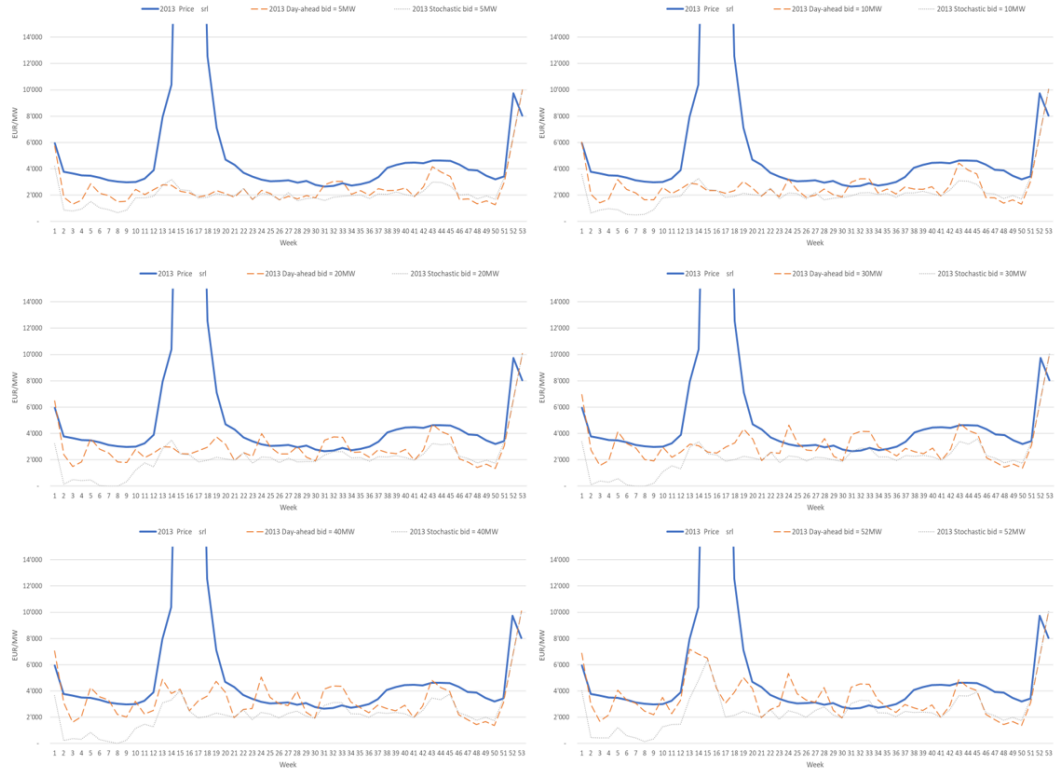 2013 Price srl
2013 Day-ahead bid = 5MW
2013 Stochastic bid = 5MW
EUR/MW
14'000
12'000
10'000
8'000
6'000
4'000
2'000
-
1 2 3 4 5 6 7 8 9 10 11 12 13 14 15 16 17 18 19 20 21 22 23 24 25 26 27 28 29 30 31 32 33 34 35 36 37 38 39 40 41 42 43 44 45 46 47 48 49 50 51 52 53
Week
2013 Price srl
2013 Day-ahead bid = 10MW
2013 Stochastic bid = 10MW
EUR/MW
14'000
12'000
10'000
8'000
6'000
4'000
2'000
-
1 2 3 4 5 6 7 8 9 10 11 12 13 14 15 16 17 18 19 20 21 22 23 24 25 26 27 28 29 30 31 32 33 34 35 36 37 38 39 40 41 42 43 44 45 46 47 48 49 50 51 52 53
Week
2013 Price srl
2013 Day-ahead bid = 20MW
2013 Stochastic bid = 20MW
EUR/MW
14'000
12'000
10'000
8'000
6'000
4'000
2'000
-
1 2 3 4 5 6 7 8 9 10 11 12 13 14 15 16 17 18 19 20 21 22 23 24 25 26 27 28 29 30 31 32 33 34 35 36 37 38 39 40 41 42 43 44 45 46 47 48 49 50 51 52 53
Week
2013 Price srl
2013 Day-ahead bid = 30MW
2013 Stochastic bid = 30MW
EUR/MW
14'000
12'000
10'000
8'000
6'000
4'000
2'000
-
1 2 3 4 5 6 7 8 9 10 11 12 13 14 15 16 17 18 19 20 21 22 23 24 25 26 27 28 29 30 31 32 33 34 35 36 37 38 39 40 41 42 43 44 45 46 47 48 49 50 51 52 53
Week
2013 Price srl
2013 Day-ahead bid = 40MW
2013 Stochastic bid = 40MW
EUR/MW
14'000
12'000
10'000
8'000
6'000
4'000
2'000
-
1 2 3 4 5 6 7 8 9 10 11 12 13 14 15 16 17 18 19 20 21 22 23 24 25 26 27 28 29 30 31 32 33 34 35 36 37 38 39 40 41 42 43 44 45 46 47 48 49 50 51 52 53
Week
2013 Price srl
2013 Day-ahead bid = 52MW
2013 Stochastic bid = 52MW
EUR/MW
14'000
12'000
10'000
8'000
6'000
4'000
2'000
-
1 2 3 4 5 6 7 8 9 10 11 12 13 14 15 16 17 18 19 20 21 22 23 24 25 26 27 28 29 30 31 32 33 34 35 36 37 38 39 40 41 42 43 44 45 46 47 48 49 50 51 52 53
Week